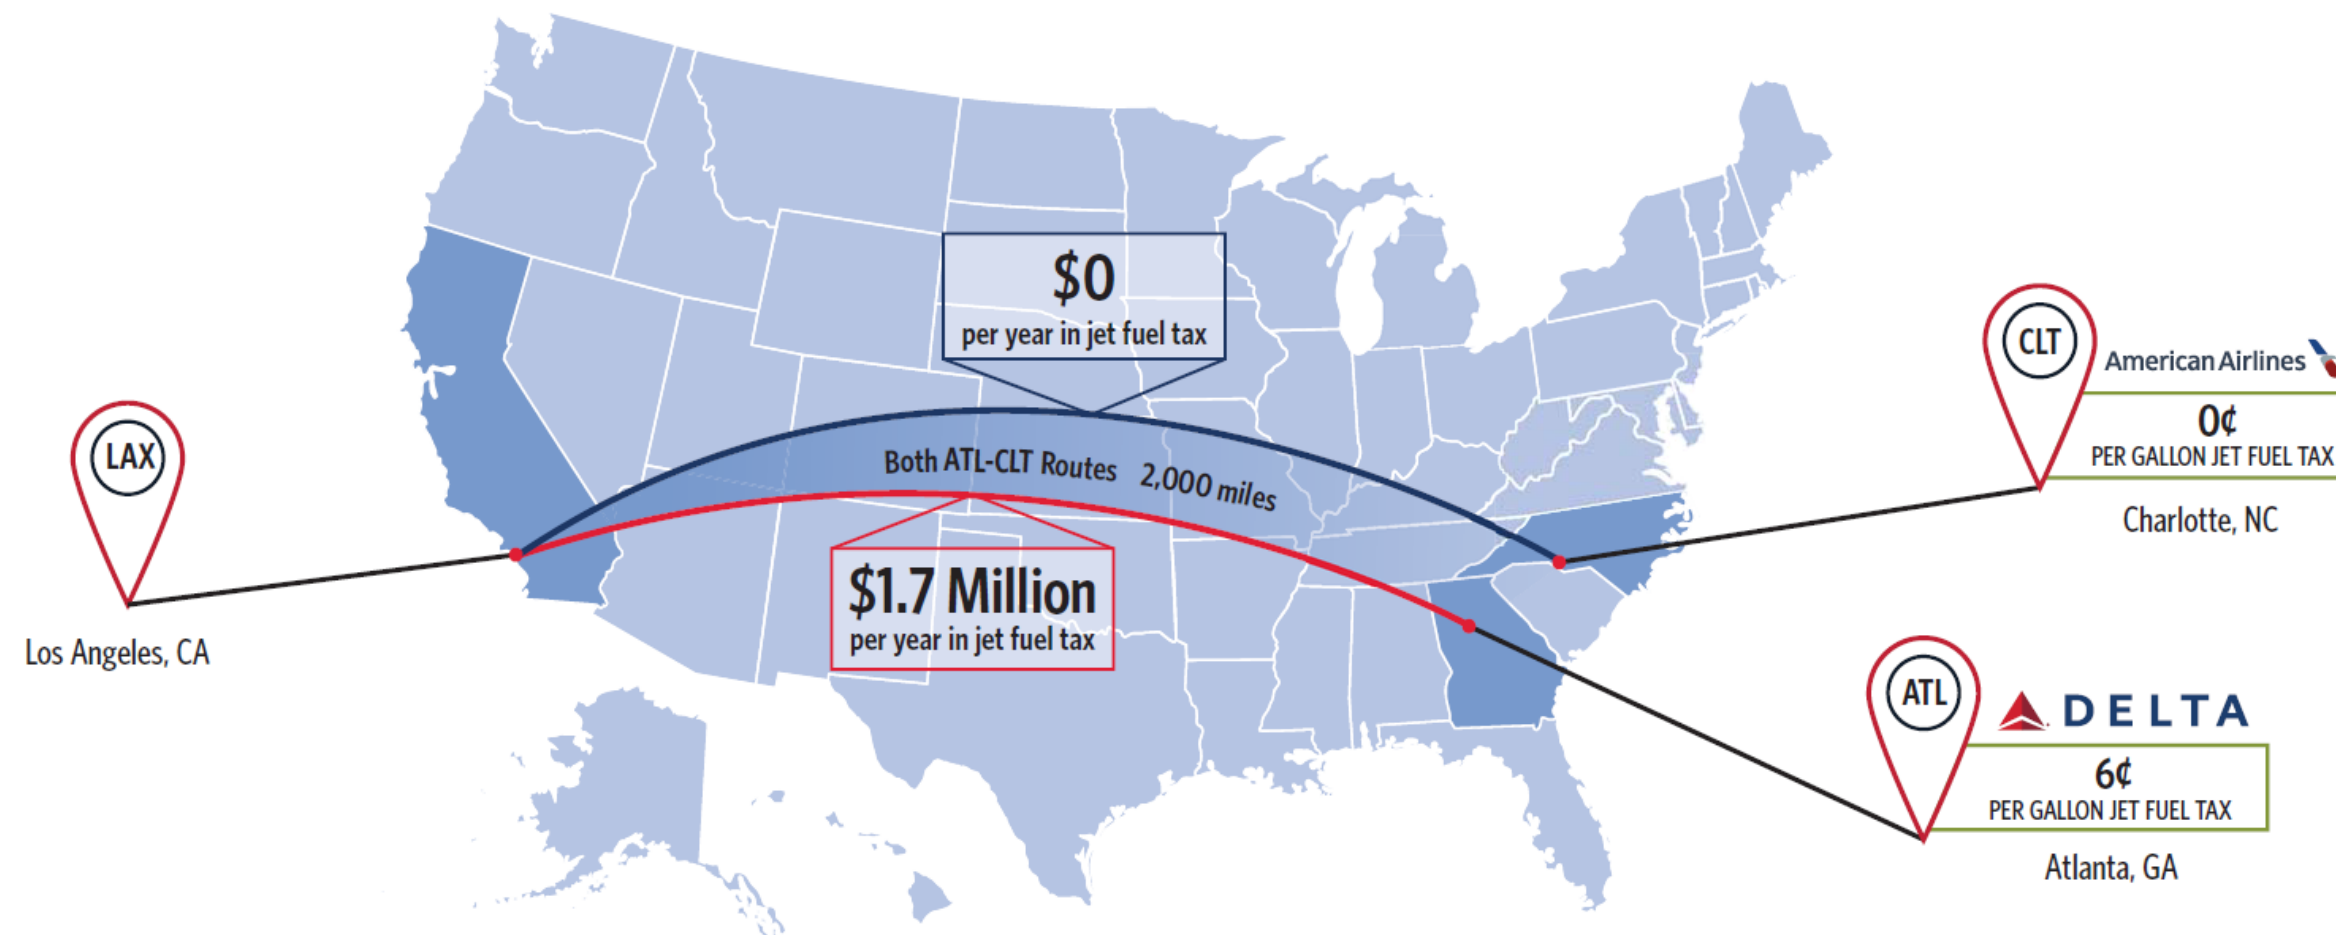 $0
per year in jet fuel tax
CLT
American Airlines
0¢
PER GALLON JET FUEL TAX
Charlotte, NC
LAX
Los Angeles, CA
Both ATL-CLT Routes 2,000 miles
$1.7 Million
per year in jet fuel tax
ATL
DELTA
6¢
PER GALLON JET FUEL TAX
Atlanta, GA